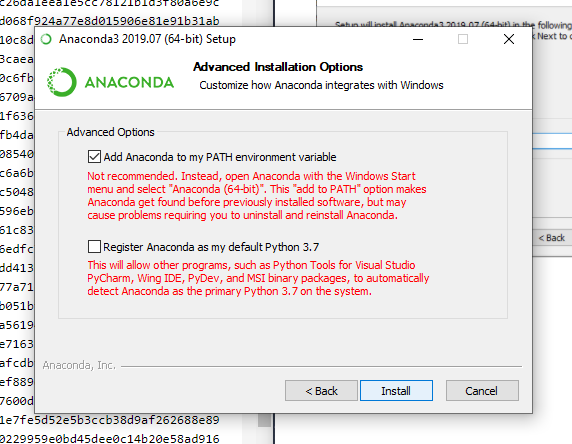 c26da1eea1e5cc78121b1d3f80a6e9c
d068f924a77e8d015906e81e91b31ab
Setup will install Anaconda3 2019.07 (64-bit) in the following
Anaconda3 2019.07 (64-bit) Setup
Advanced Installation Options
Customize how Anaconda integrates with Windows
ANACONDA
Advanced Options
Add Anaconda to my PATH environment variable
Not recommended. Instead, open Anaconda with the Windows Start
menu and select "Anaconda (64-bit)". This "add to PATH" option makes
Anaconda get found before previously installed software, but may
cause problems requiring you to uninstall and reinstall Anaconda.
Register Anaconda as my default Python 3.7
This will allow other programs, such as Python Tools for Visual Studio
PyCharm, Wing IDE, PyDev, and MSI binary packages, to automatically
detect Anaconda as the primary Python 3.7 on the system.
Anaconda, Inc.
< Back
Install
Cancel
Next to c
< Back
10c8d
3caea
0c6fb
6709a
1f636
fb4da
08540
c6a6b
c5048
596eb
61c83
6edfc
dd413
77a71
b051b
a5619
e7163
afcdb
ef889
7600d
1e7fe5d52e5b3ccb38d9af262688e89
0229959e0bd45dee0c14b20e58ad916